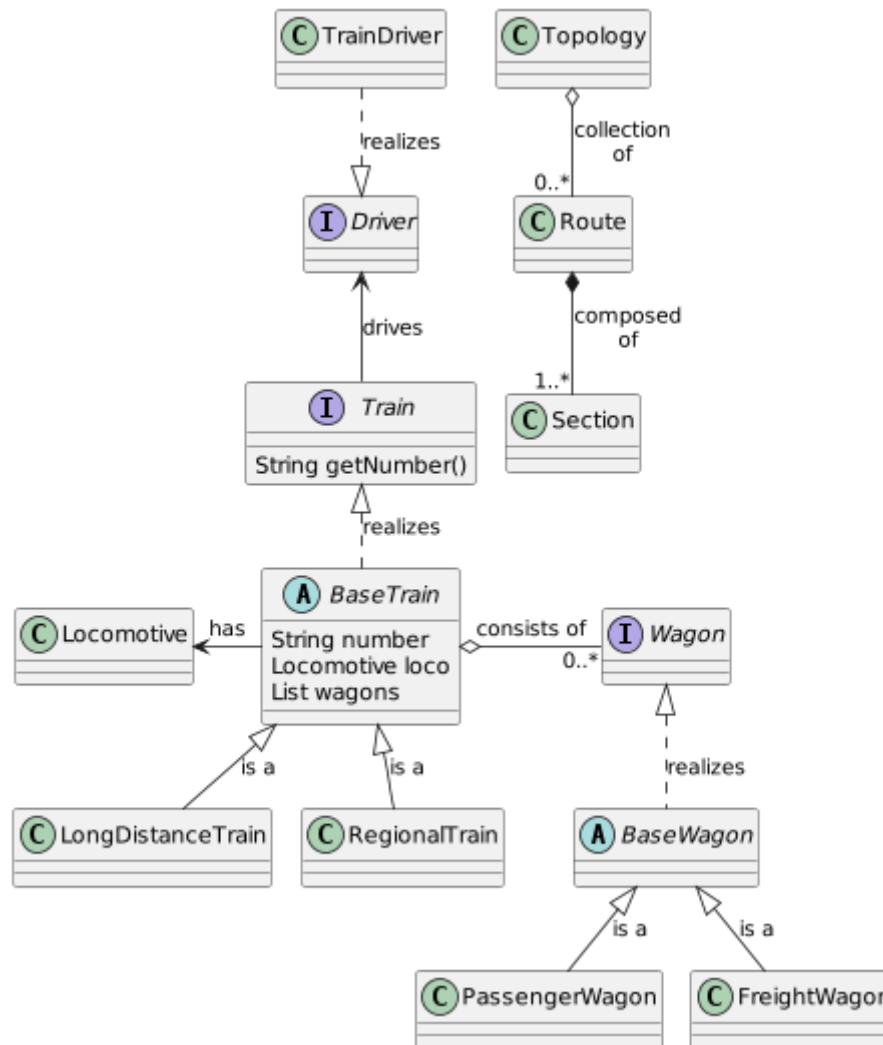 C TrainDriver
C Topology
realizes
collection
of
0..*
I Driver
C Route
drives
composed
of
1..*
I Train
String getNumber()
C Section
realizes
A BaseTrain
String number
Locomotive loco
List wagons
C Locomotive
has
consists of
0..*
I Wagon
is a
is a
realizes
C LongDistanceTrain
C RegionalTrain
A BaseWagon
is a
is a
C PassengerWagon
C FreightWagon